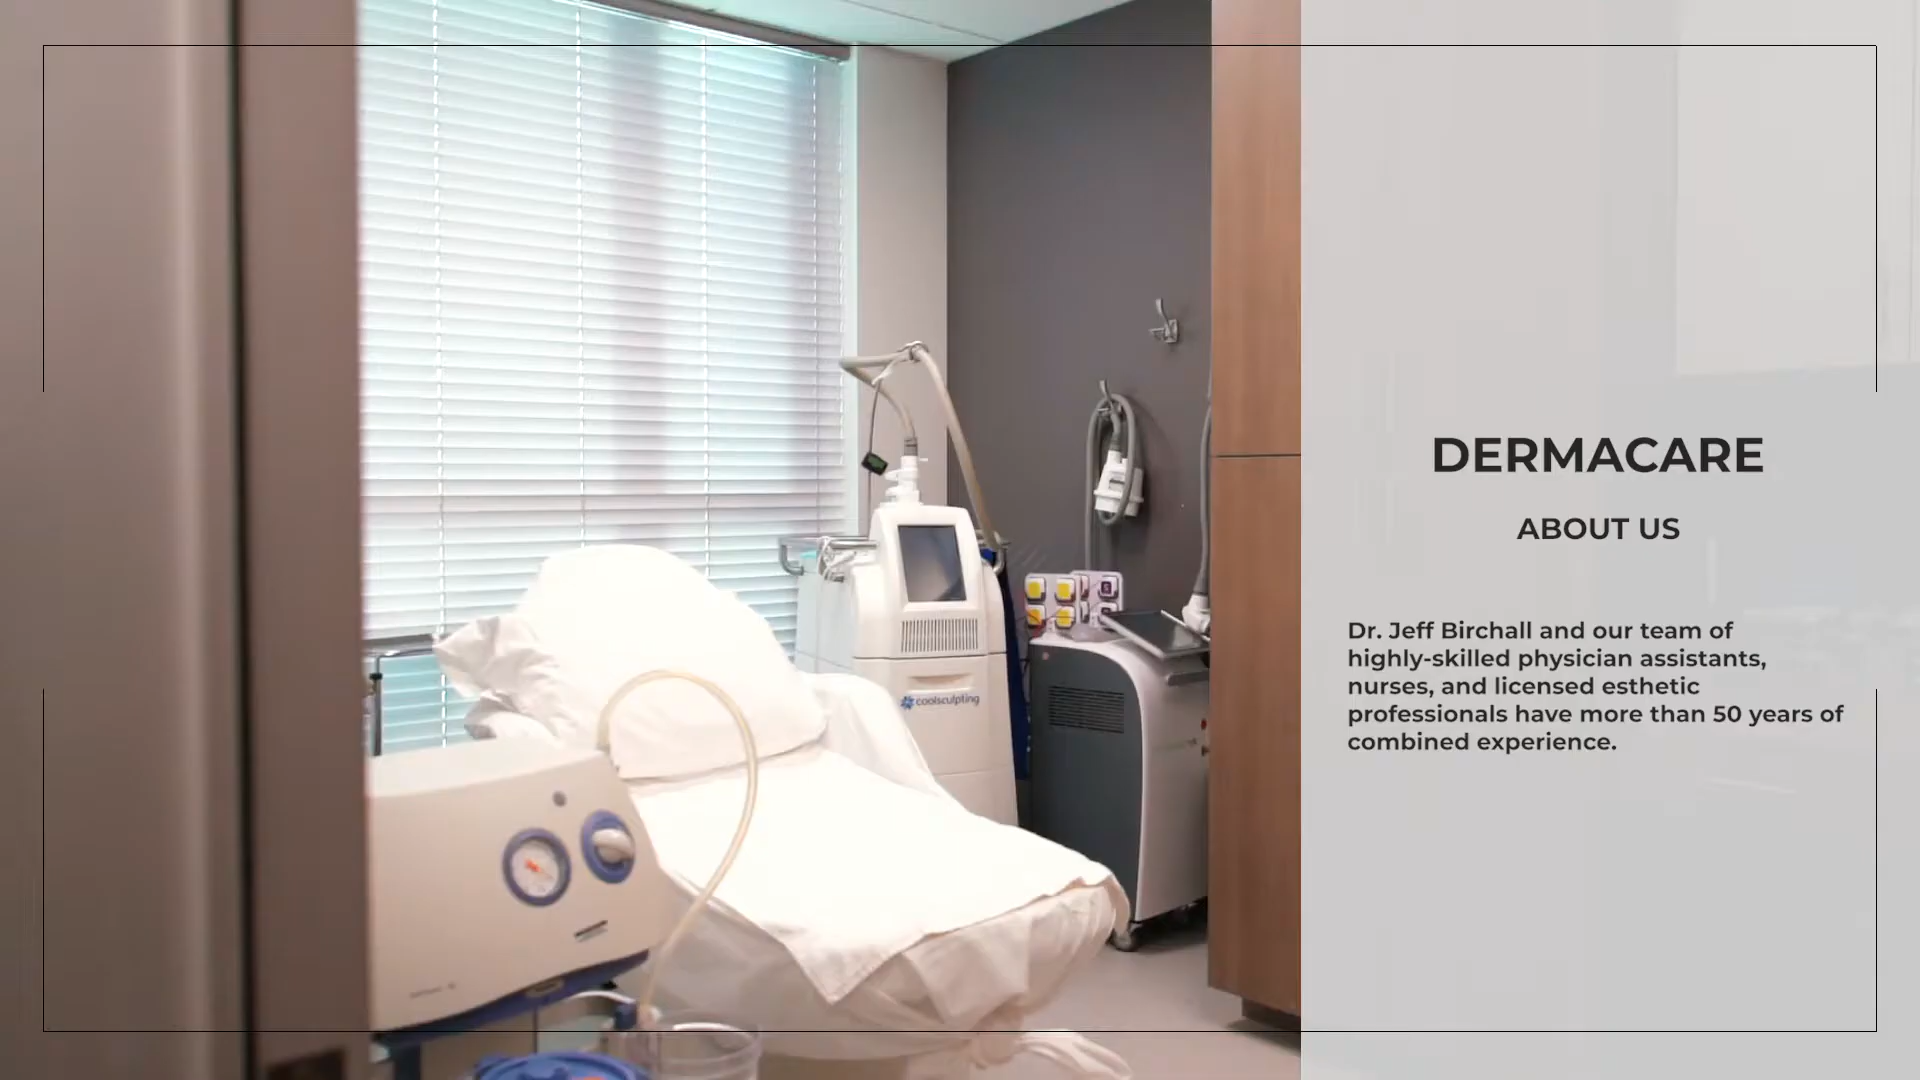 DERMACARE
ABOUT US
Dr. Jeff Birchall and our team of
highly-skilled physician assistants,
nurses, and licensed esthetic
professionals have more than 50 years of
combined experience.
coolsculpting